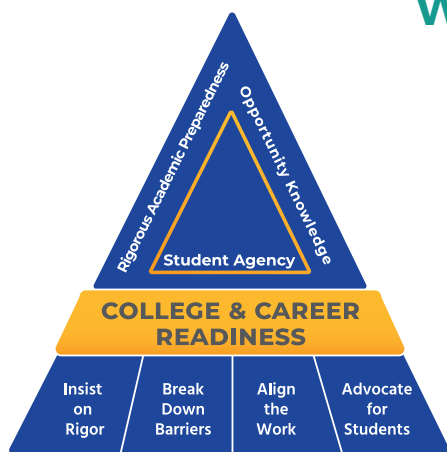 W
Rigorous Academic Preparedness
Opportunity Knowledge
Student Agency
COLLEGE & CAREER
READINESS
Insist
on
Rigor
Break
Down
Barriers
Align
the
Work
Advocate
for
Students